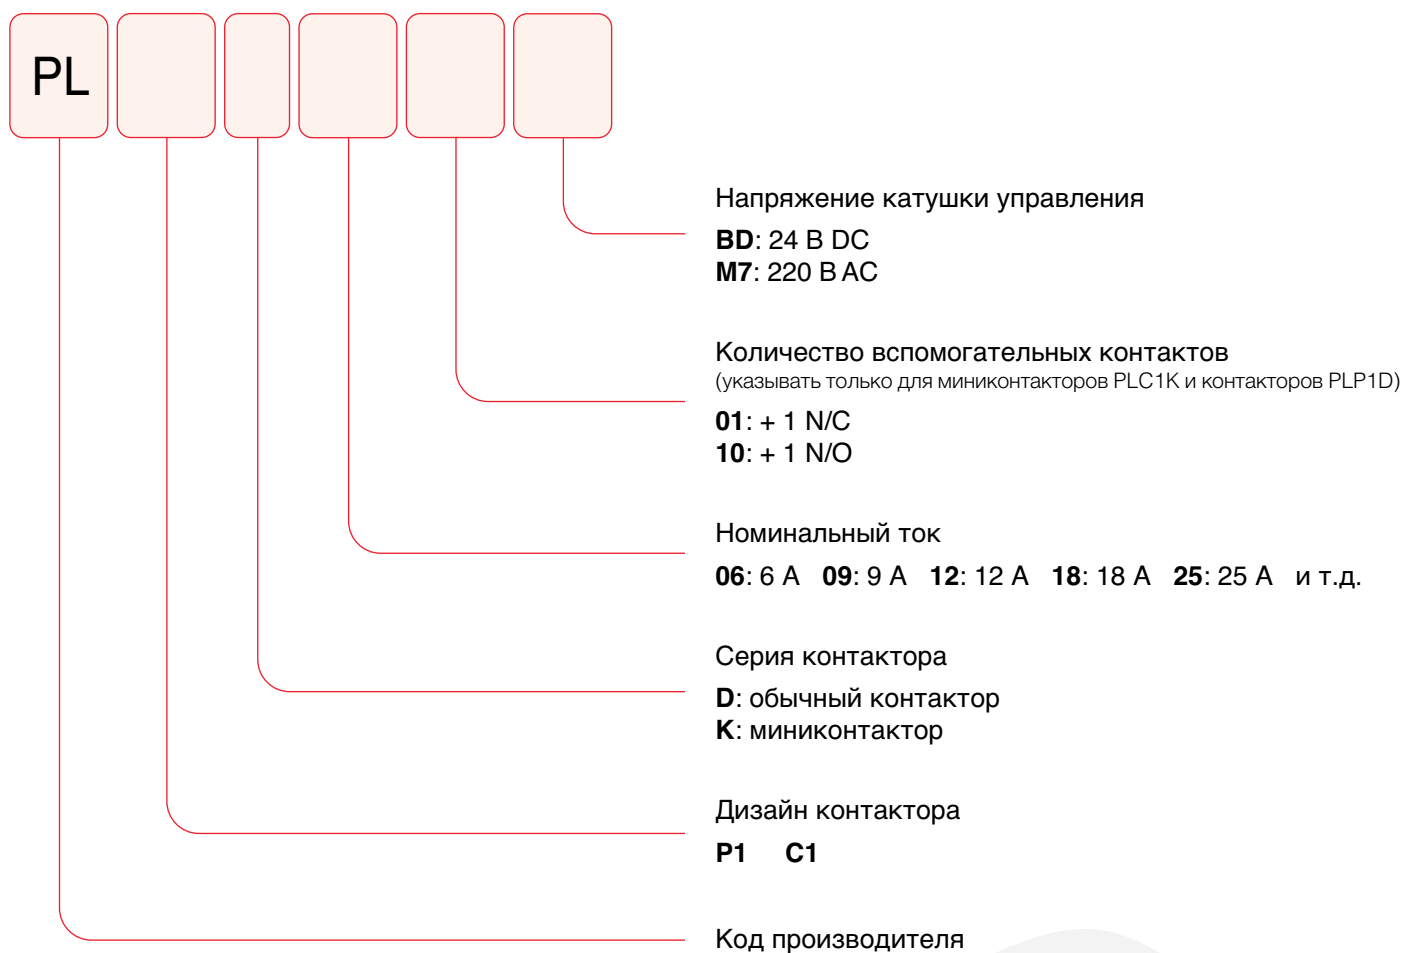 PL
Напряжение катушки управления
BD: 24 В DC
M7: 220 В AC
Количество вспомогательных контактов
(указывать только для миниконтакторов PLC1K и контакторов PLP1D)
01: + 1 N/C
10: + 1 N/O
Номинальный ток
06: 6 А 09: 9 А 12: 12 А 18: 18 А 25: 25 А и т.д.
Серия контактора
D: обычный контактор
K: миниконтактор
Дизайн контактора
P1 C1
Код производителя